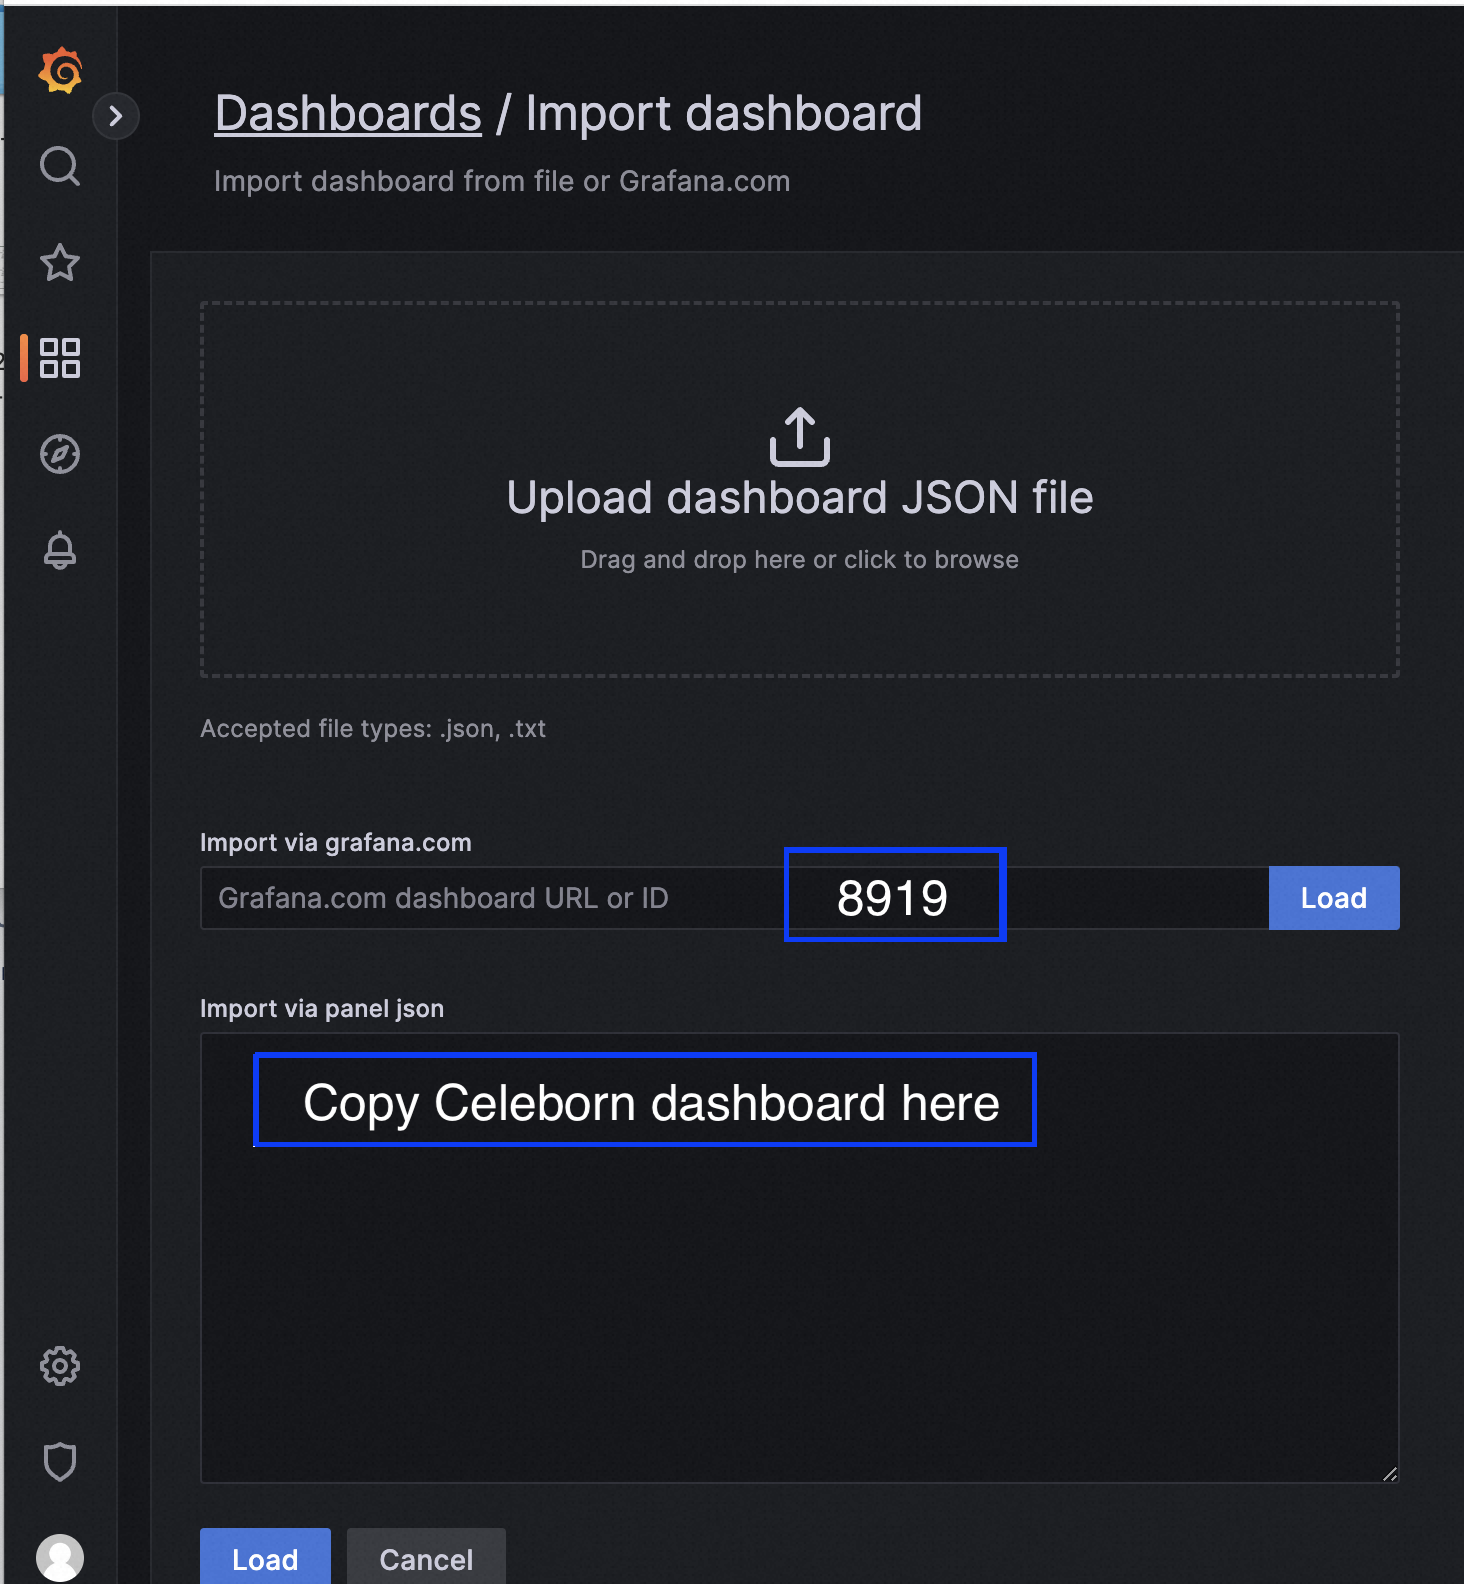 Dashboards / Import dashboard
Import dashboard from file or Grafana.com
Upload dashboard JSON file
Drag and drop here or click to browse
Accepted file types: .json, .txt
Import via grafana.com
Grafana.com dashboard URL or ID 8919 Load
Import via panel json
Copy Celeborn dashboard here
Load Cancel